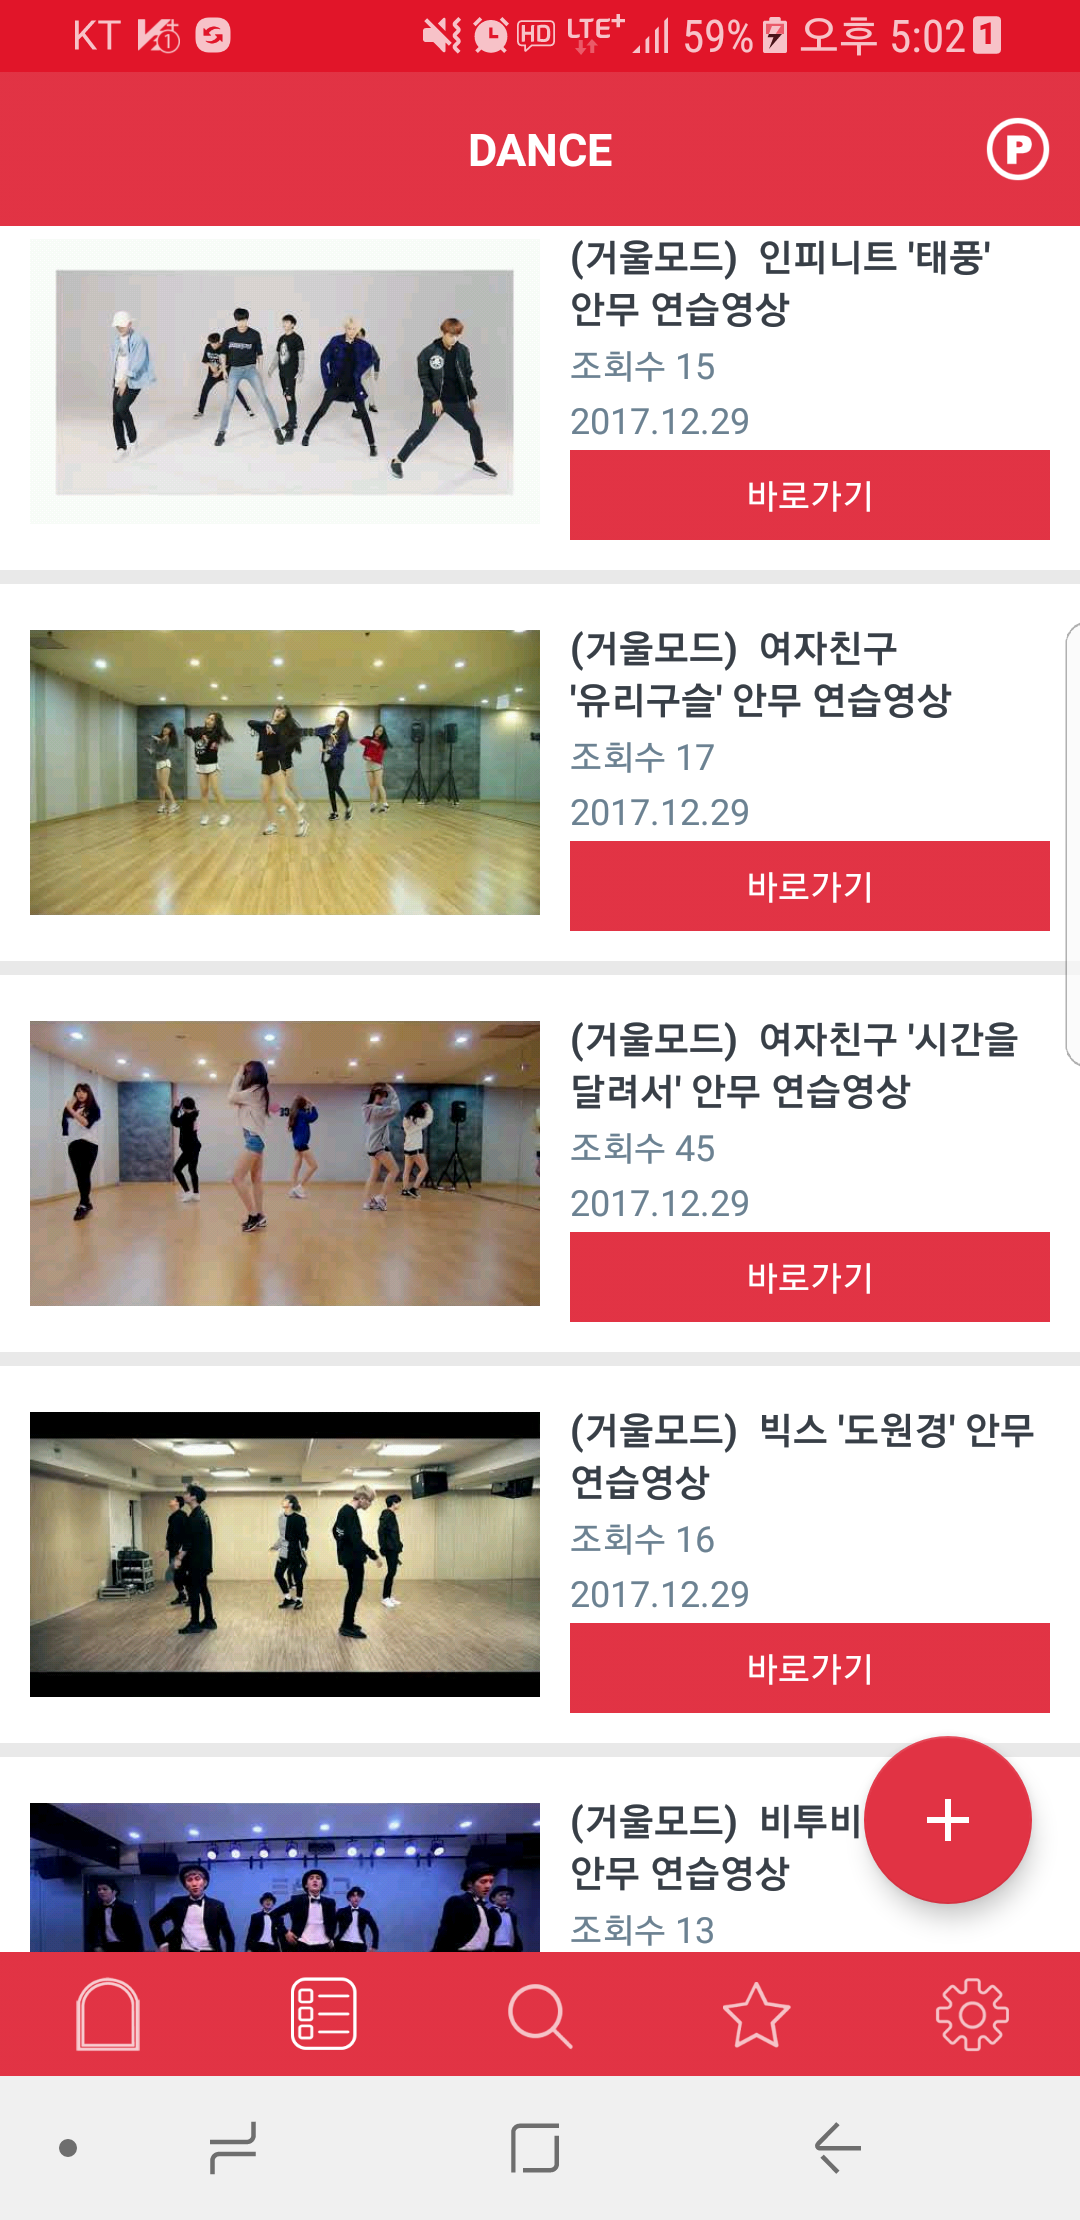 KT HD LTE+ 59% 오후 5:02 1
DANCE
P
(거울모드) 인피니트 '태풍'
안무 연습영상
조회수 15
2017.12.29
바로가기
(거울모드) 여자친구
'유리구슬' 안무 연습영상
조회수 17
2017.12.29
바로가기
(거울모드) 여자친구 '시간을
달려서' 안무 연습영상
조회수 45
2017.12.29
바로가기
(거울모드) 빅스 '도원경' 안무
연습영상
조회수 16
2017.12.29
바로가기
(거울모드) 비투비
안무 연습영상
조회수 13